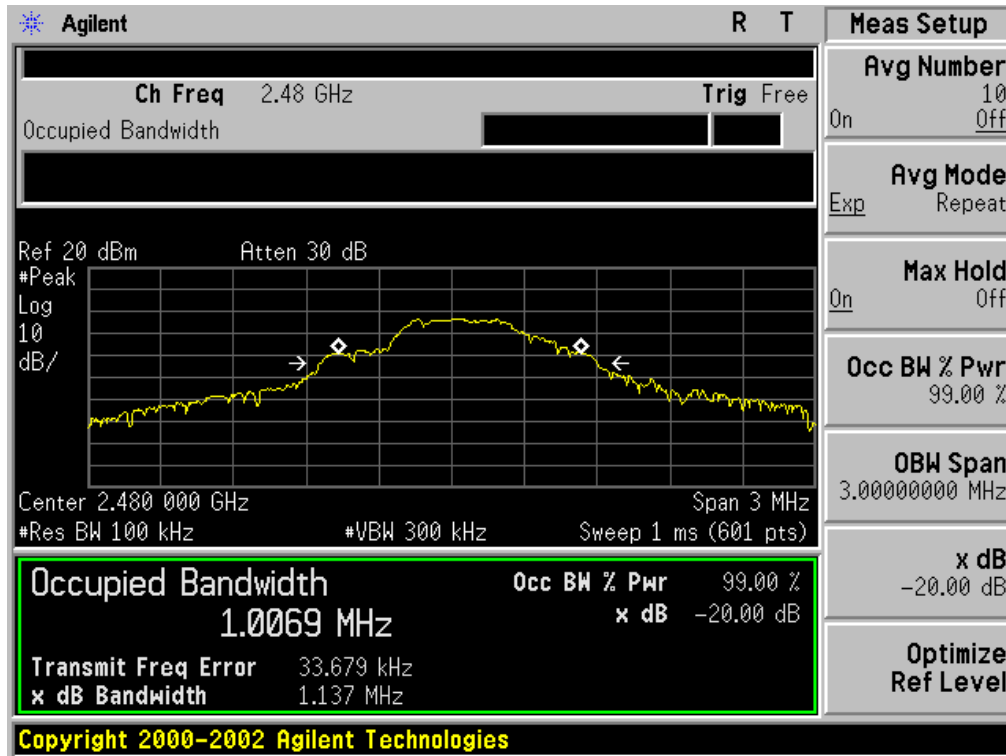 Agilent R T
Ch Freq 2.48 GHz Trig Free
Occupied Bandwidth
Ref 20 dBm Atten 30 dB
#Peak
Log
10
dB/
Center 2.480 000 GHz Span 3 MHz
#Res BW 100 kHz #VBW 300 kHz Sweep 1 ms (601 pts)
Occupied Bandwidth Occ BW % Pwr 99.00 %
1.0069 MHz x dB -20.00 dB
Transmit Freq Error 33.679 kHz
x dB Bandwidth 1.137 MHz
Copyright 2000-2002 Agilent Technologies
Meas Setup
Avg Number
10
On Off
Avg Mode
Exp Repeat
Max Hold
On Off
Occ BW % Pwr
99.00 %
OBW Span
3.00000000 MHz
x dB
-20.00 dB
Optimize
Ref Level